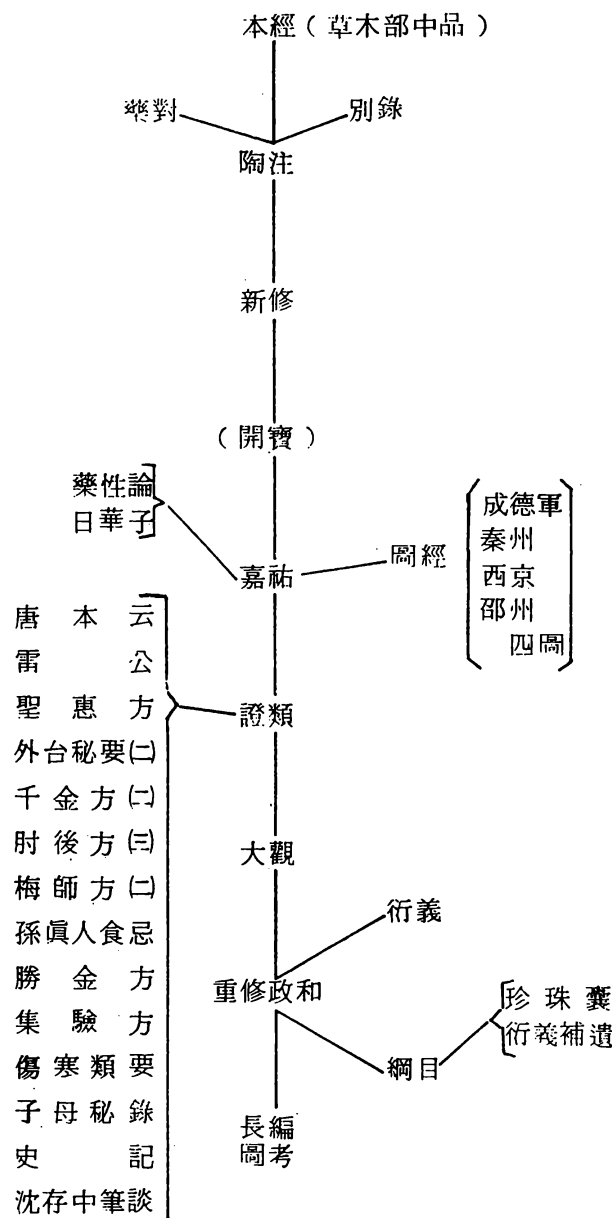 本經（草木部中品）
藥對
別錄
陶注
新修
（開寶）
藥性論
日華子
嘉祐
圖經
成德軍
秦州
西京
邵州
四圖
唐本云
雷公
聖惠方
外台秘要㈡
千金方㈡
肘後方㈢
梅師方㈡
孫眞人食忌
勝金方
集驗方
傷寒類要
子母秘錄
史記
沈存中筆談
證類
大觀
衍義
重修政和
綱目
珍珠囊
衍義補遺
長編
圖考